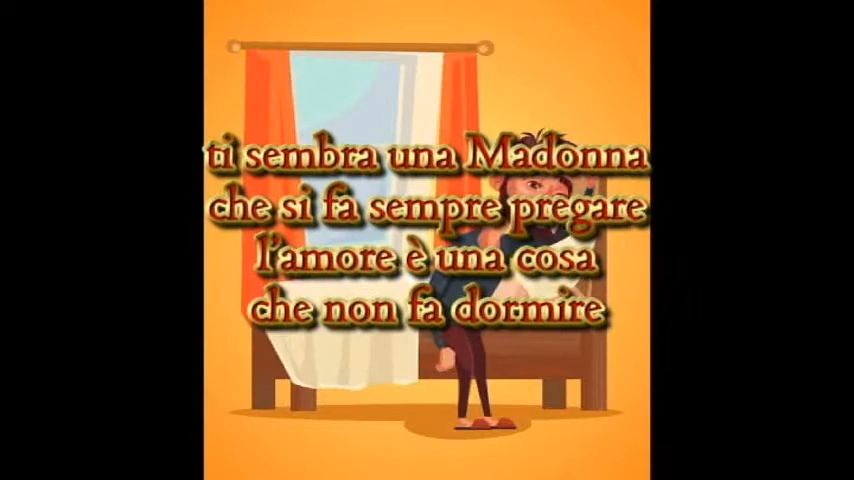 ti sembra una Madonna
che si fa sempre pregare
l'amore è una cosa
che non fa dormire